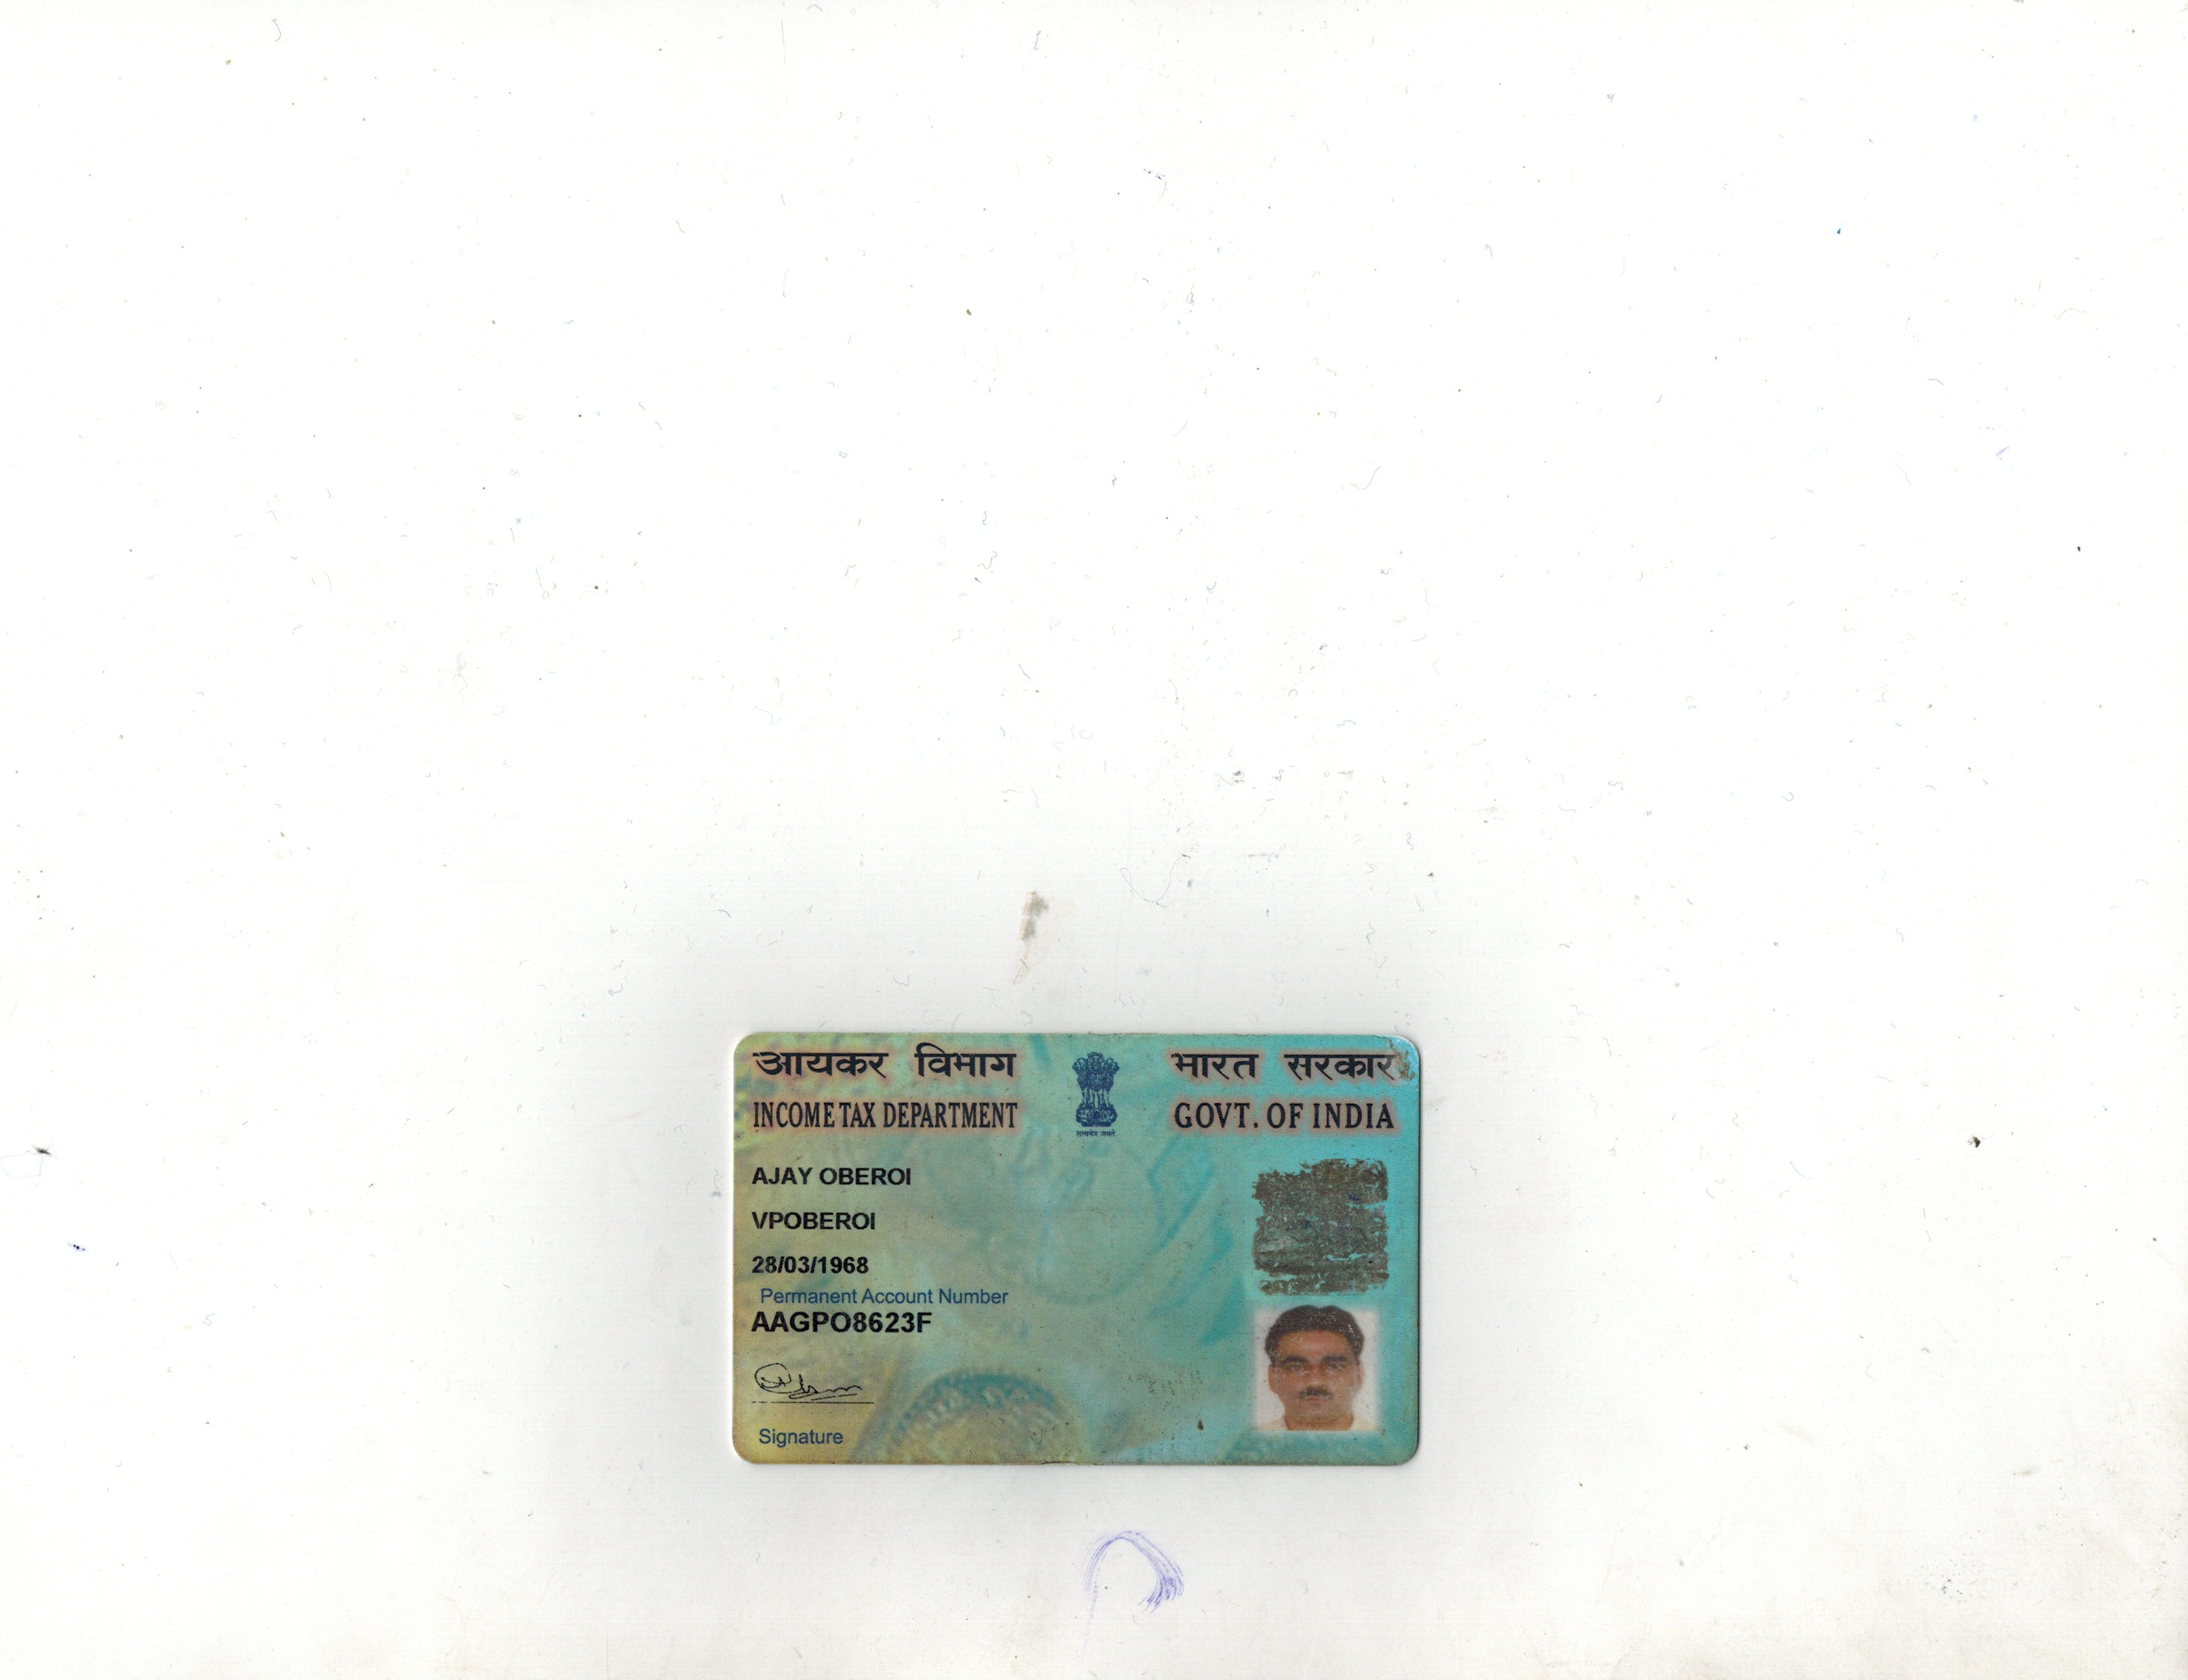 आयकर विभाग
INCOME TAX DEPARTMENT
भारत सरकार
GOVT. OF INDIA
सत्यमेव जयते
AJAY OBEROI
VPOBEROI
28/03/1968
Permanent Account Number
AAGPO8623F
Signature